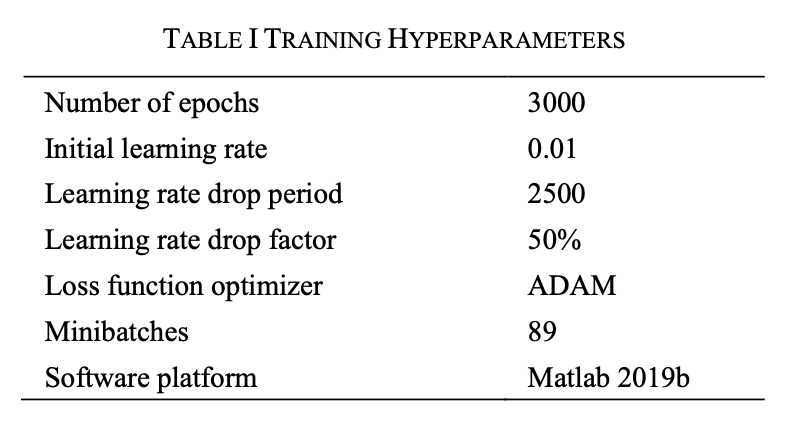 TABLE I TRAINING HYPERPARAMETERS
Number of epochs 3000
Initial learning rate 0.01
Learning rate drop period 2500
Learning rate drop factor 50%
Loss function optimizer ADAM
Minibatches 89
Software platform Matlab 2019b